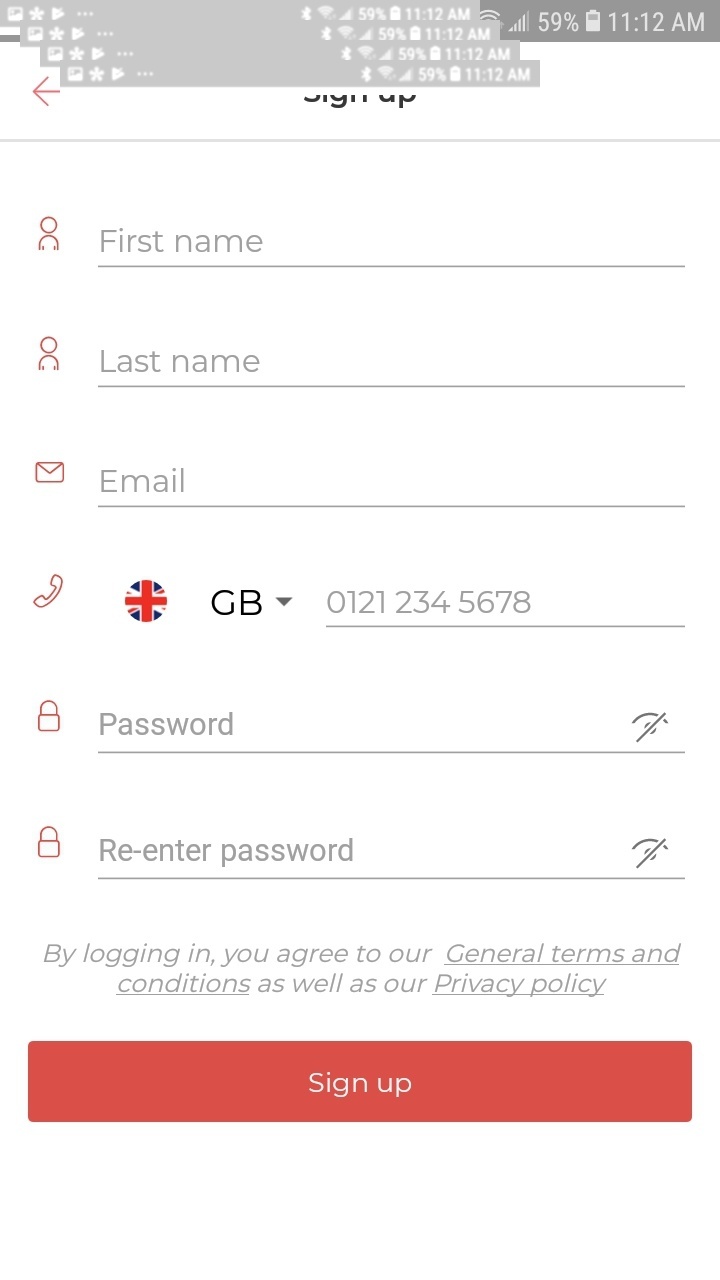 59% 11:12 AM
59% 11:12 AM
59% 11:12 AM
59% 11:12 AM
59% 11:12 AM
Sign up
First name
Last name
Email
GB 0121 234 5678
Password
Re-enter password
By logging in, you agree to our General terms and
conditions as well as our Privacy policy
Sign up